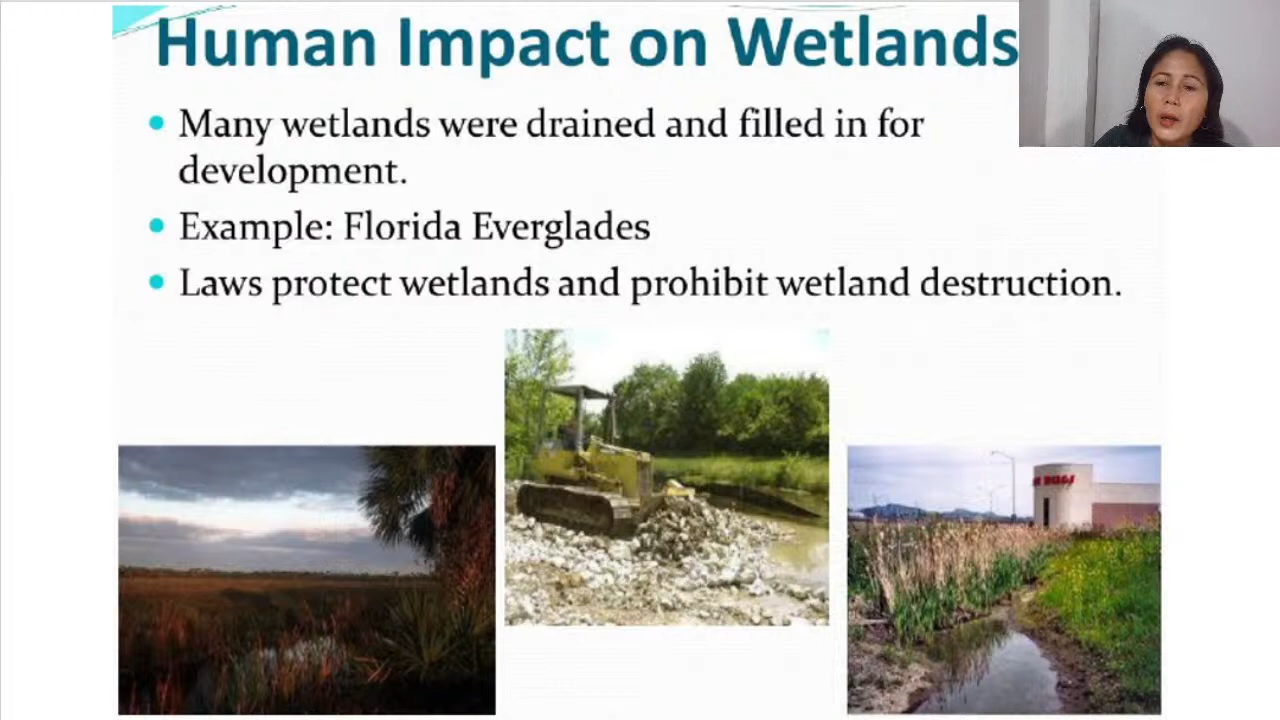 Human Impact on Wetlands
• Many wetlands were drained and filled in for
development.
• Example: Florida Everglades
• Laws protect wetlands and prohibit wetland destruction.